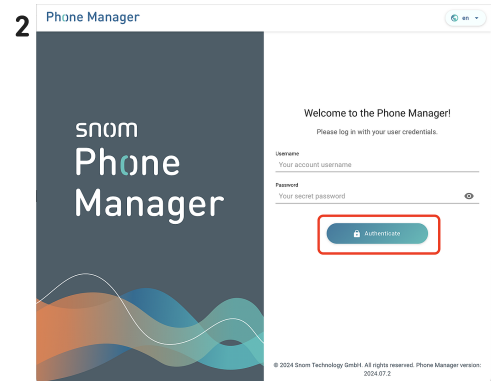 2
Phone Manager
en
snom
Phone
Manager
Welcome to the Phone Manager!
Please log in with your user credentials.
Username
Your account username
Password
Your secret password
Authenticate
© 2024 Snom Technology GmbH. All rights reserved. Phone Manager version:
2024.07.2